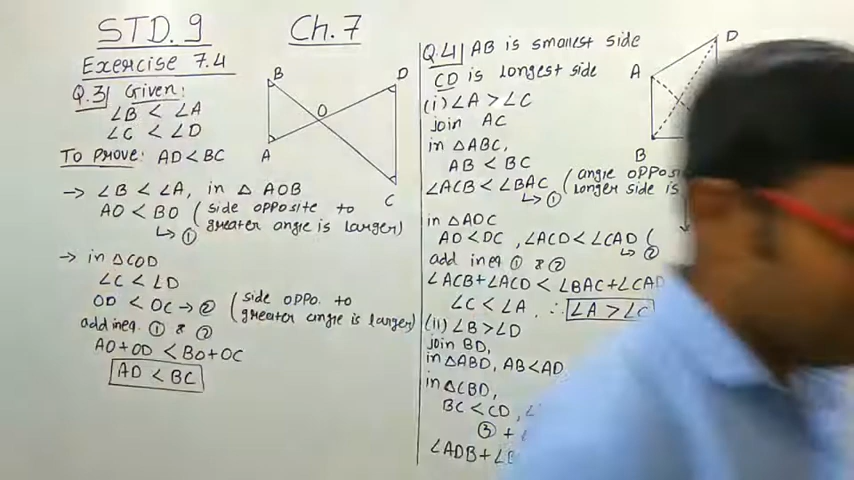 STD. 9
Ch. 7
Exercise 7.4
Q.3| Given:
∠B < ∠A
∠C < ∠D
To Prove: AD < BC
→ ∠B < ∠A, in △ AOB
AO < BO (side opposite to
greater angle is larger)
↳ ①
→ in △COD
∠C < ∠D
OD < OC → ② (side oppo. to
greater angle is larger)
add ineq. ① & ②
AO+OD < BO+OC
AD < BC
B
D
O
A
C
Q.4| AB is smallest side
CD is longest side
(i) ∠A > ∠C
join AC
in △ABC,
AB < BC
∠ACB < ∠BAC (angle oppos
longer side is
↳ ①
in △ADC
AD < DC, ∠ACD < ∠CAD (
↳ ②
add ineq ① & ②
∠ACB+∠ACD < ∠BAC+∠CAD
∠C < ∠A ∴ ∠A > ∠C
(ii) ∠B > ∠D
join BD,
in △ABD, AB < AD
in △CBD,
BC < CD, ∠
③ +
∠ADB+∠
D
A
B